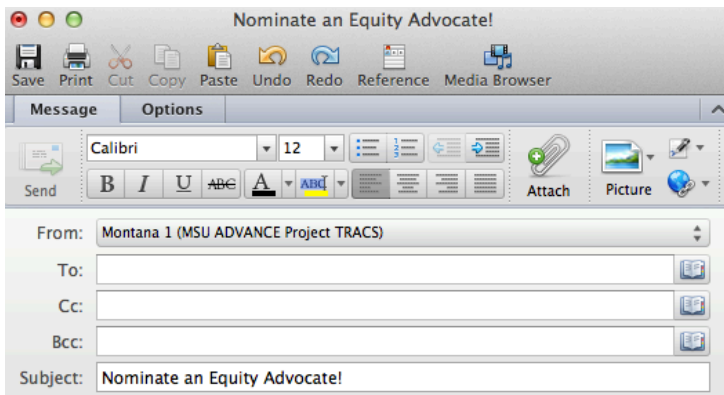 Nominate an Equity Advocate!
Save Print Cut Copy Paste Undo Redo Reference Media Browser
Message Options
Calibri 12
Send B I U ABC A ABC Attach Picture
From: Montana 1 (MSU ADVANCE Project TRACS)
To:
Cc:
Bcc:
Subject: Nominate an Equity Advocate!